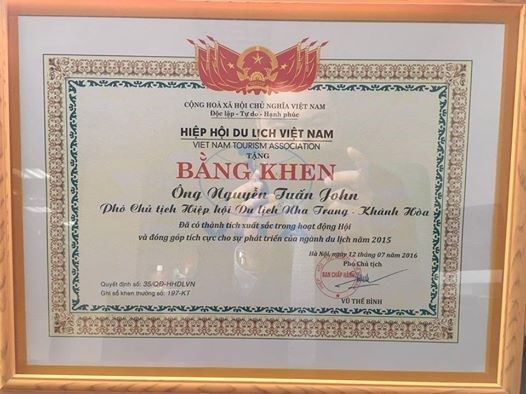 CỘNG HOÀ XÃ HỘI CHỦ NGHĨA VIỆT NAM
Độc lập - Tự do - Hạnh phúc
HIỆP HỘI DU LỊCH VIỆT NAM
VIET NAM TOURISM ASSOCIATION
TẶNG
BẰNG KHEN
Ông Nguyễn Tuấn John
Phó Chủ tịch Hiệp hội Du lịch Nha Trang - Khánh Hòa
Đã có thành tích xuất sắc trong hoạt động Hội
và đóng góp tích cực cho sự phát triển của ngành du lịch năm 2015
Hà Nội, ngày 12 tháng 07 năm 2016
Phó Chủ tịch
BAN CHẤP HÀNH
Quyết định số: 35/QĐ-HHDLVN
Ghi sổ khen thưởng số: 197-KT
VŨ THẾ BÌNH